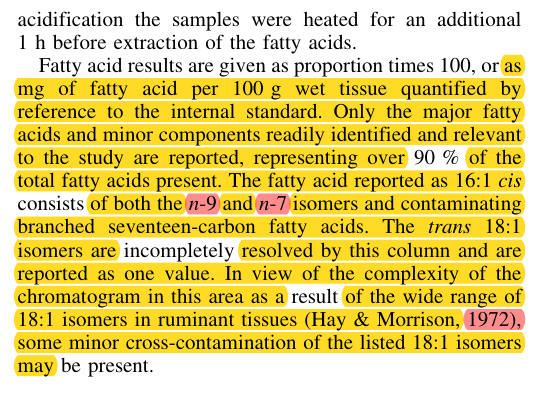 acidification the samples were heated for an additional
1 h before extraction of the fatty acids.
Fatty acid results are given as proportion times 100, or as
mg of fatty acid per 100 g wet tissue quantified by
reference to the internal standard. Only the major fatty
acids and minor components readily identified and relevant
to the study are reported, representing over 90 % of the
total fatty acids present. The fatty acid reported as 16:1 cis
consists of both the n-9 and n-7 isomers and contaminating
branched seventeen-carbon fatty acids. The trans 18:1
isomers are incompletely resolved by this column and are
reported as one value. In view of the complexity of the
chromatogram in this area as a result of the wide range of
18:1 isomers in ruminant tissues (Hay & Morrison, 1972),
some minor cross-contamination of the listed 18:1 isomers
may be present.